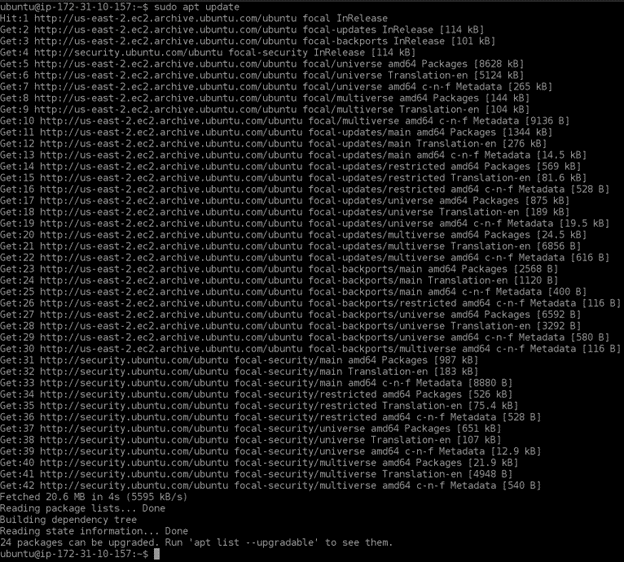 ubuntu@ip-172-31-10-157:~$ sudo apt update
Hit:1 http://us-east-2.ec2.archive.ubuntu.com/ubuntu focal InRelease
Get:2 http://us-east-2.ec2.archive.ubuntu.com/ubuntu focal-updates InRelease [114 kB]
Get:3 http://us-east-2.ec2.archive.ubuntu.com/ubuntu focal-backports InRelease [101 kB]
Get:4 http://security.ubuntu.com/ubuntu focal-security InRelease [114 kB]
Get:5 http://us-east-2.ec2.archive.ubuntu.com/ubuntu focal/universe amd64 Packages [8628 kB]
Get:6 http://us-east-2.ec2.archive.ubuntu.com/ubuntu focal/universe Translation-en [5124 kB]
Get:7 http://us-east-2.ec2.archive.ubuntu.com/ubuntu focal/universe amd64 c-n-f Metadata [265 kB]
Get:8 http://us-east-2.ec2.archive.ubuntu.com/ubuntu focal/multiverse amd64 Packages [144 kB]
Get:9 http://us-east-2.ec2.archive.ubuntu.com/ubuntu focal/multiverse Translation-en [104 kB]
Get:10 http://us-east-2.ec2.archive.ubuntu.com/ubuntu focal/multiverse amd64 c-n-f Metadata [9136 B]
Get:11 http://us-east-2.ec2.archive.ubuntu.com/ubuntu focal-updates/main amd64 Packages [1344 kB]
Get:12 http://us-east-2.ec2.archive.ubuntu.com/ubuntu focal-updates/main Translation-en [276 kB]
Get:13 http://us-east-2.ec2.archive.ubuntu.com/ubuntu focal-updates/main amd64 c-n-f Metadata [14.5 kB]
Get:14 http://us-east-2.ec2.archive.ubuntu.com/ubuntu focal-updates/restricted amd64 Packages [569 kB]
Get:15 http://us-east-2.ec2.archive.ubuntu.com/ubuntu focal-updates/restricted Translation-en [81.6 kB]
Get:16 http://us-east-2.ec2.archive.ubuntu.com/ubuntu focal-updates/restricted amd64 c-n-f Metadata [528 B]
Get:17 http://us-east-2.ec2.archive.ubuntu.com/ubuntu focal-updates/universe amd64 Packages [875 kB]
Get:18 http://us-east-2.ec2.archive.ubuntu.com/ubuntu focal-updates/universe Translation-en [189 kB]
Get:19 http://us-east-2.ec2.archive.ubuntu.com/ubuntu focal-updates/universe amd64 c-n-f Metadata [19.5 kB]
Get:20 http://us-east-2.ec2.archive.ubuntu.com/ubuntu focal-updates/multiverse amd64 Packages [24.5 kB]
Get:21 http://us-east-2.ec2.archive.ubuntu.com/ubuntu focal-updates/multiverse Translation-en [6856 B]
Get:22 http://us-east-2.ec2.archive.ubuntu.com/ubuntu focal-updates/multiverse amd64 c-n-f Metadata [616 B]
Get:23 http://us-east-2.ec2.archive.ubuntu.com/ubuntu focal-backports/main amd64 Packages [2568 B]
Get:24 http://us-east-2.ec2.archive.ubuntu.com/ubuntu focal-backports/main Translation-en [1120 B]
Get:25 http://us-east-2.ec2.archive.ubuntu.com/ubuntu focal-backports/main amd64 c-n-f Metadata [400 B]
Get:26 http://us-east-2.ec2.archive.ubuntu.com/ubuntu focal-backports/restricted amd64 c-n-f Metadata [116 B]
Get:27 http://us-east-2.ec2.archive.ubuntu.com/ubuntu focal-backports/universe amd64 Packages [6592 B]
Get:28 http://us-east-2.ec2.archive.ubuntu.com/ubuntu focal-backports/universe Translation-en [3292 B]
Get:29 http://us-east-2.ec2.archive.ubuntu.com/ubuntu focal-backports/universe amd64 c-n-f Metadata [580 B]
Get:30 http://us-east-2.ec2.archive.ubuntu.com/ubuntu focal-backports/multiverse amd64 c-n-f Metadata [116 B]
Get:31 http://security.ubuntu.com/ubuntu focal-security/main amd64 Packages [987 kB]
Get:32 http://security.ubuntu.com/ubuntu focal-security/main Translation-en [183 kB]
Get:33 http://security.ubuntu.com/ubuntu focal-security/main amd64 c-n-f Metadata [8880 B]
Get:34 http://security.ubuntu.com/ubuntu focal-security/restricted amd64 Packages [526 kB]
Get:35 http://security.ubuntu.com/ubuntu focal-security/restricted Translation-en [75.4 kB]
Get:36 http://security.ubuntu.com/ubuntu focal-security/restricted amd64 c-n-f Metadata [528 B]
Get:37 http://security.ubuntu.com/ubuntu focal-security/universe amd64 Packages [651 kB]
Get:38 http://security.ubuntu.com/ubuntu focal-security/universe Translation-en [107 kB]
Get:39 http://security.ubuntu.com/ubuntu focal-security/universe amd64 c-n-f Metadata [12.9 kB]
Get:40 http://security.ubuntu.com/ubuntu focal-security/multiverse amd64 Packages [21.9 kB]
Get:41 http://security.ubuntu.com/ubuntu focal-security/multiverse Translation-en [4948 B]
Get:42 http://security.ubuntu.com/ubuntu focal-security/multiverse amd64 c-n-f Metadata [540 B]
Fetched 20.6 MB in 4s (5595 kB/s)
Reading package lists... Done
Building dependency tree
Reading state information... Done
24 packages can be upgraded. Run 'apt list --upgradable' to see them.
ubuntu@ip-172-31-10-157:~$